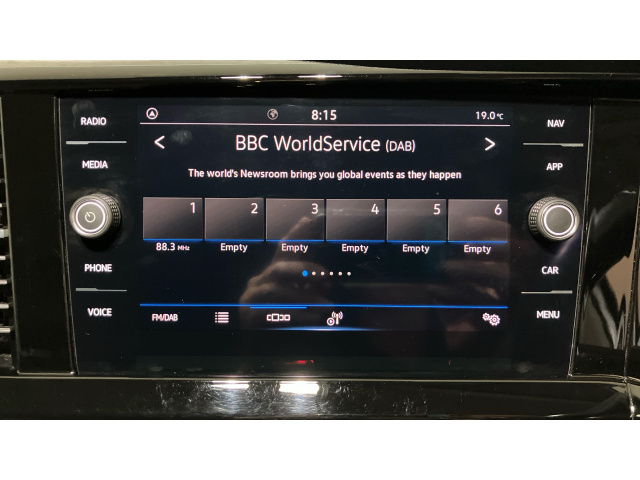 RADIO
MEDIA
PHONE
VOICE
8:15
19.0°C
< BBC WorldService (DAB) >
The world's Newsroom brings you global events as they happen
1 2 3 4 5 6
88.3 MHz Empty Empty Empty Empty Empty
FM/DAB
NAV
APP
CAR
MENU